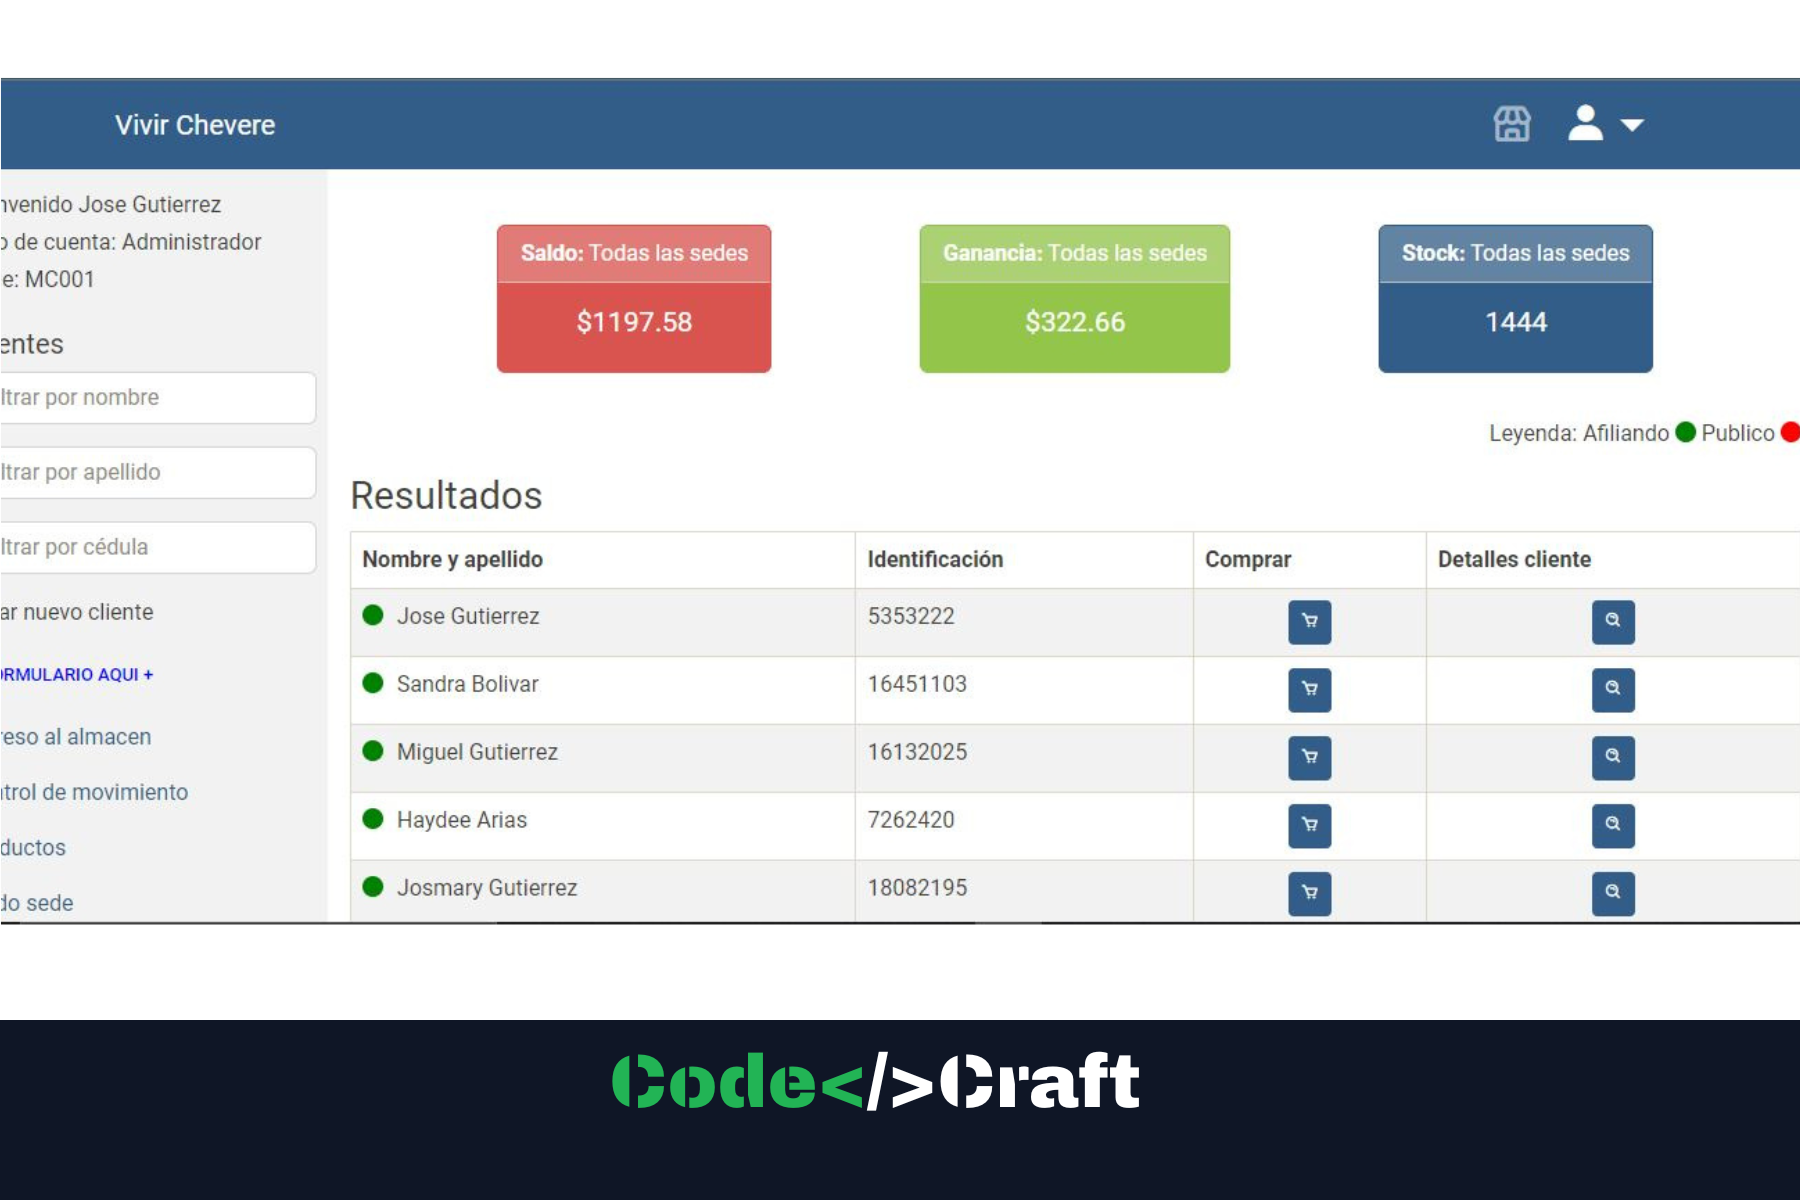 Vivir Chevere
nvenido Jose Gutierrez
o de cuenta: Administrador
e: MC001
entes
ltrar por nombre
ltrar por apellido
ltrar por cédula
ar nuevo cliente
ORMULARIO AQUI +
reso al almacen
trol de movimiento
ductos
do sede
Saldo: Todas las sedes
$1197.58
Ganancia: Todas las sedes
$322.66
Stock: Todas las sedes
1444
Leyenda: Afiliando Publico
Resultados
Nombre y apellido Identificación Comprar Detalles cliente
Jose Gutierrez 5353222
Sandra Bolivar 16451103
Miguel Gutierrez 16132025
Haydee Arias 7262420
Josmary Gutierrez 18082195
Code</>Craft